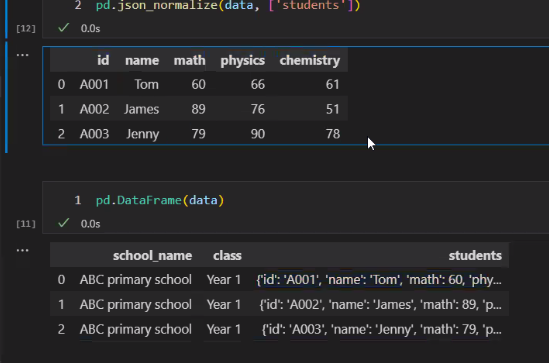 2 pd.json_normalize(data, ['students'])
[12] 0.0s
id name math physics chemistry
0 A001 Tom 60 66 61
1 A002 James 89 76 51
2 A003 Jenny 79 90 78
1 pd.DataFrame(data)
[11] 0.0s
school_name class students
0 ABC primary school Year 1 {'id': 'A001', 'name': 'Tom', 'math': 60, 'phy...
1 ABC primary school Year 1 {'id': 'A002', 'name': 'James', 'math': 89, 'p...
2 ABC primary school Year 1 {'id': 'A003', 'name': 'Jenny', 'math': 79, 'p...